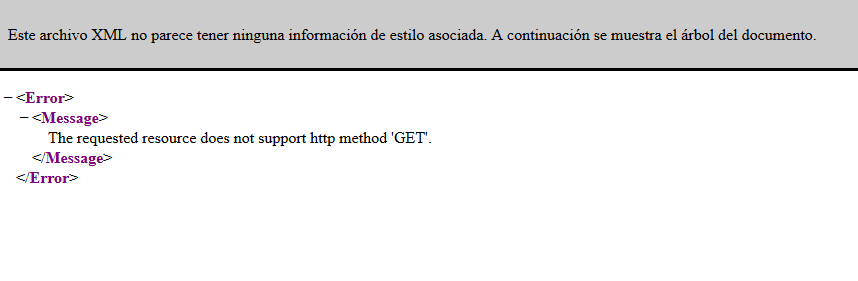 Este archivo XML no parece tener ninguna información de estilo asociada. A continuación se muestra el árbol del documento.
−<Error>
−<Message>
The requested resource does not support http method 'GET'.
</Message>
</Error>